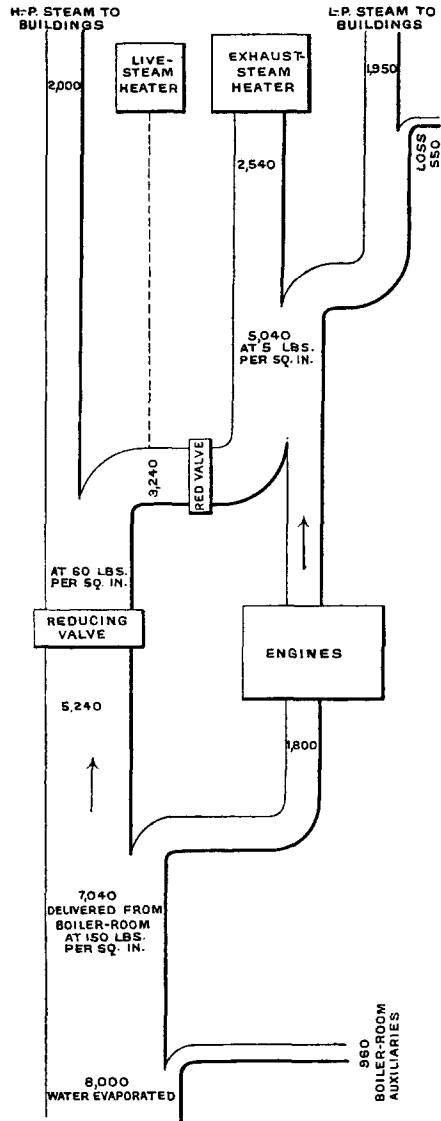 H.-P. STEAM TO
BUILDINGS
2,000
LIVE-
STEAM
HEATER
EXHAUST-
STEAM
HEATER
L.-P. STEAM TO
BUILDINGS
1,950
LOSS
550
2,540
5,040
AT 5 LBS.
PER SQ. IN.
3,240
RED VALVE
AT 60 LBS.
PER SQ. IN.
REDUCING
VALVE
ENGINES
5,240
1,800
7,040
DELIVERED FROM
BOILER-ROOM
AT 150 LBS.
PER SQ. IN.
960
BOILER-ROOM
AUXILIARIES
8,000
WATER EVAPORATED